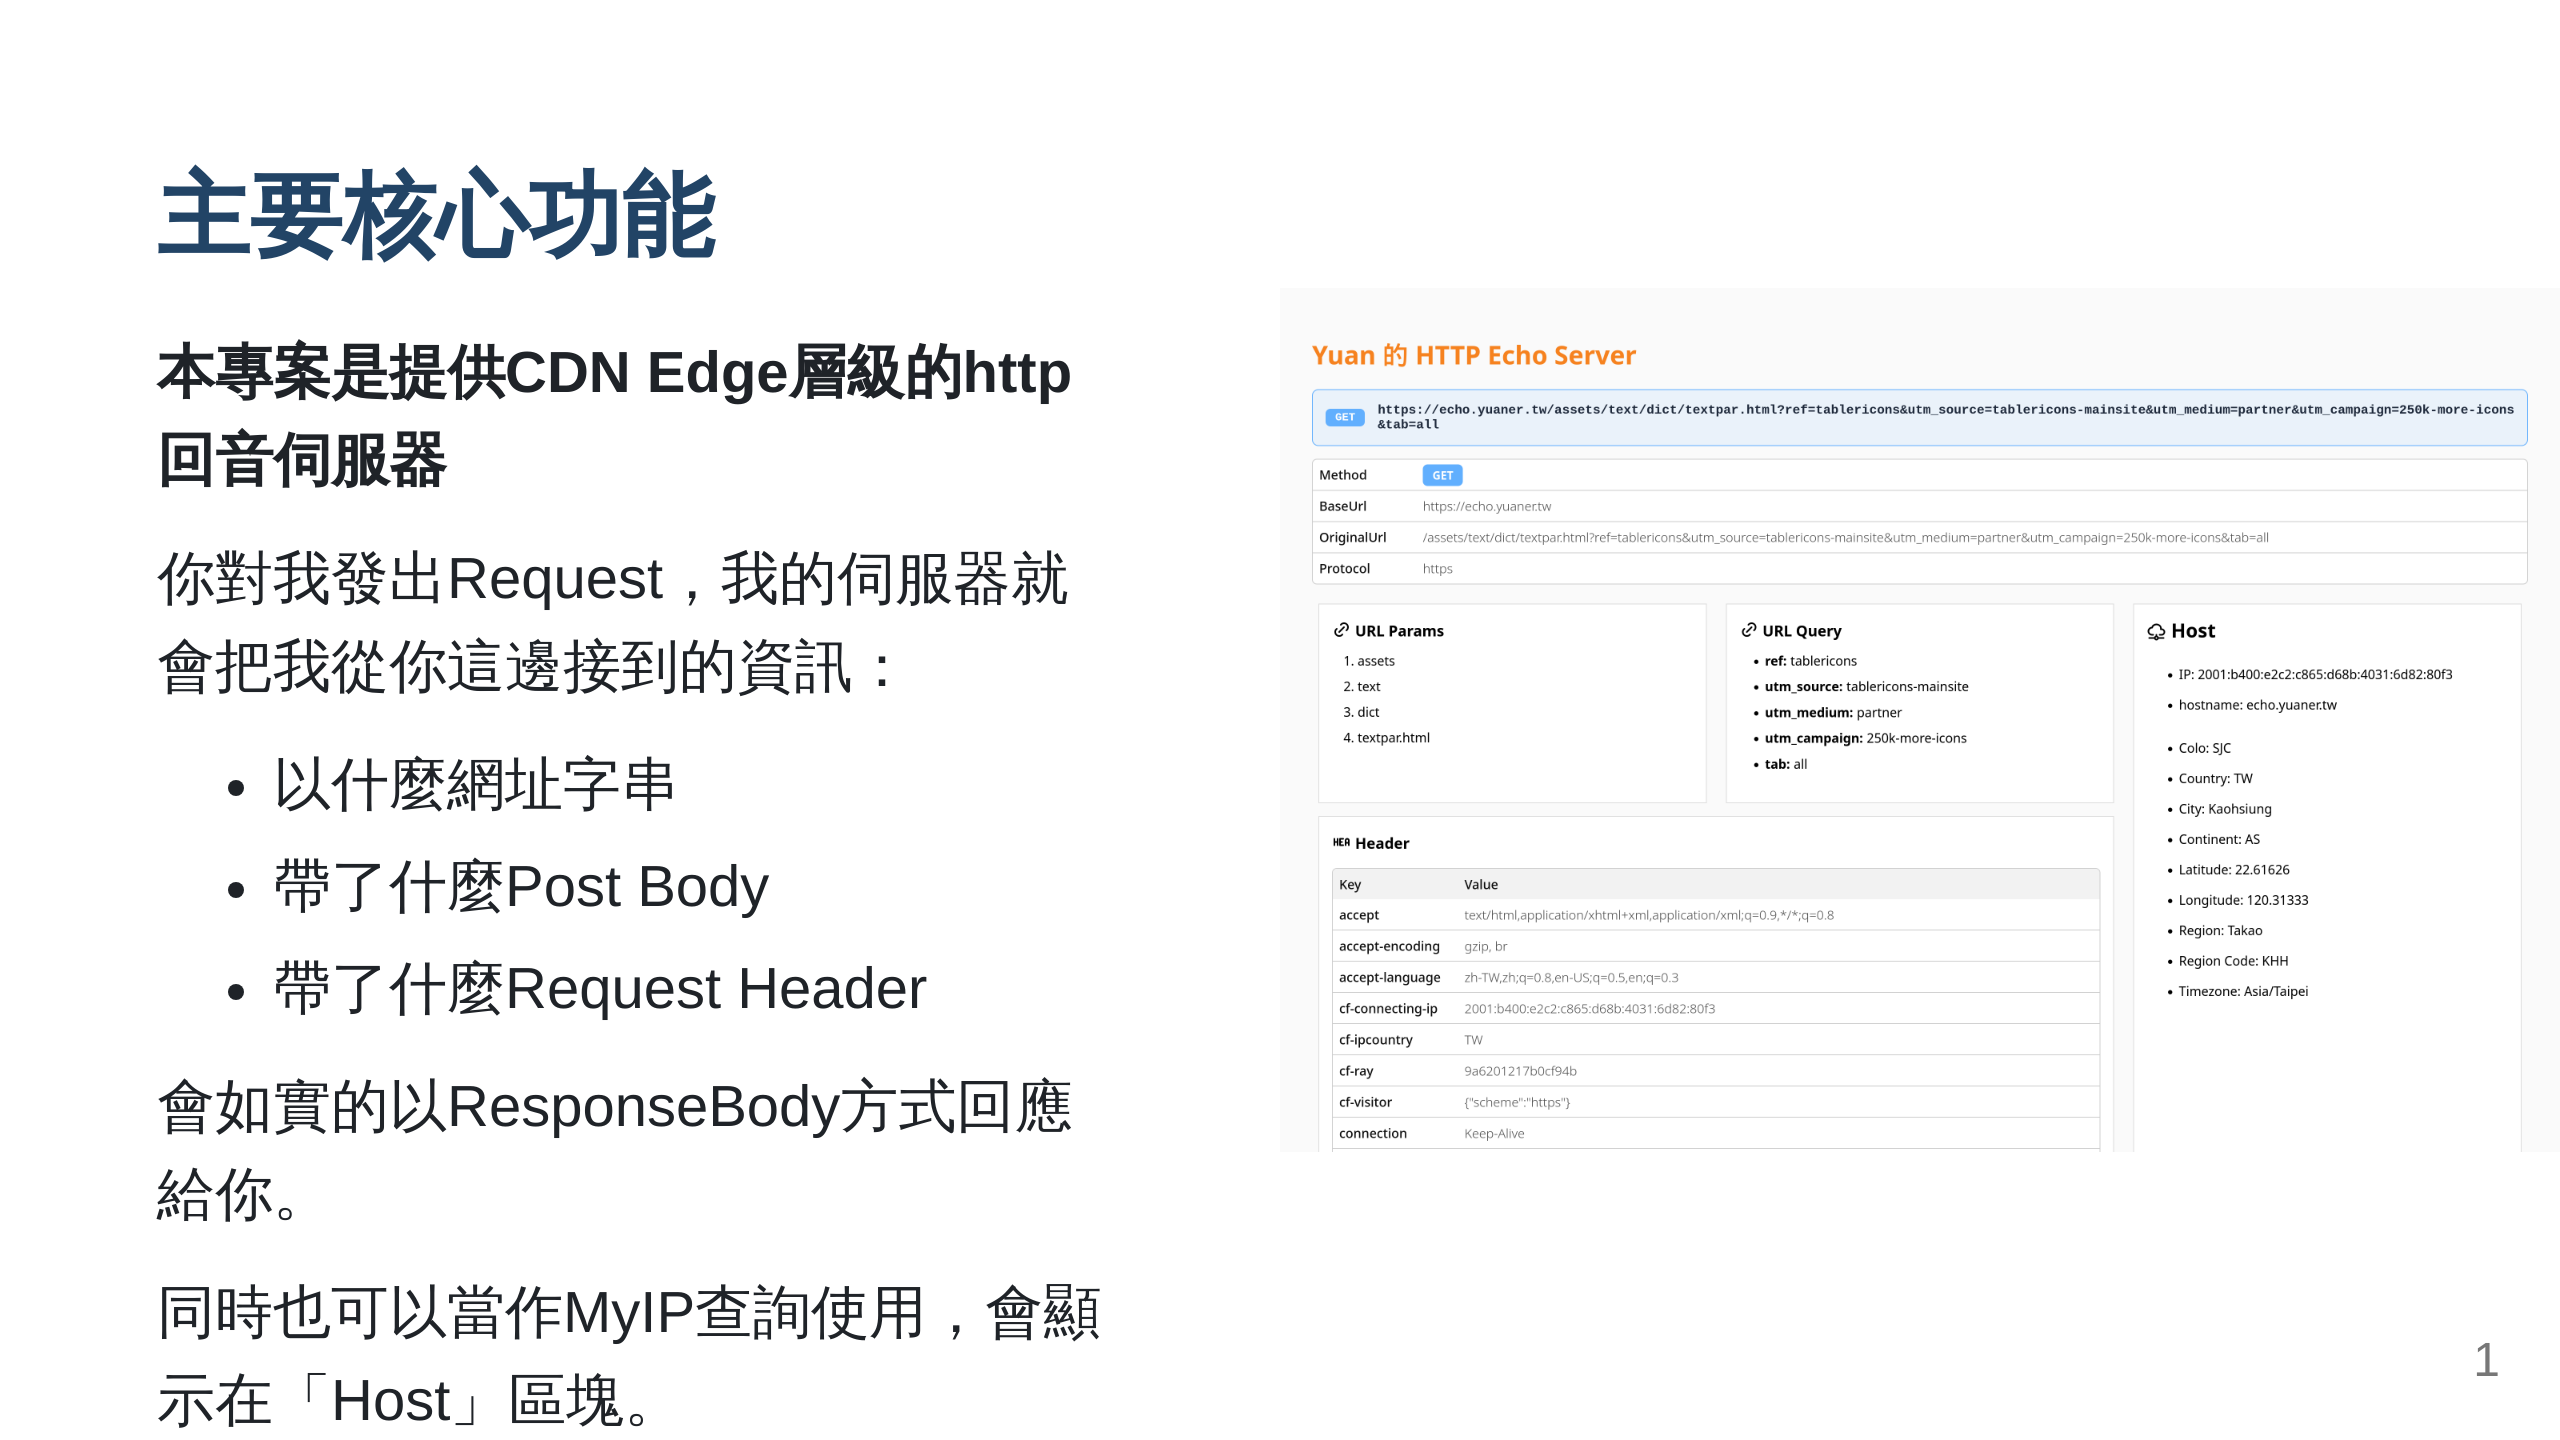 主要核心功能
本專案是提供CDN Edge層級的http
回音伺服器
你對我發出Request，我的伺服器就
會把我從你這邊接到的資訊：
• 以什麼網址字串
• 帶了什麼Post Body
• 帶了什麼Request Header
會如實的以ResponseBody方式回應
給你。
同時也可以當作MyIP查詢使用，會顯
示在「Host」區塊。
Yuan 的 HTTP Echo Server
GET https://echo.yuaner.tw/assets/text/dict/textpar.html?ref=tablericons&utm_source=tablericons-mainsite&utm_medium=partner&utm_campaign=250k-more-icons
&tab=all
Method GET
BaseUrl https://echo.yuaner.tw
OriginalUrl /assets/text/dict/textpar.html?ref=tablericons&utm_source=tablericons-mainsite&utm_medium=partner&utm_campaign=250k-more-icons&tab=all
Protocol https
URL Params
1. assets
2. text
3. dict
4. textpar.html
URL Query
• ref: tablericons
• utm_source: tablericons-mainsite
• utm_medium: partner
• utm_campaign: 250k-more-icons
• tab: all
Host
• IP: 2001:b400:e2c2:c865:d68b:4031:6d82:80f3
• hostname: echo.yuaner.tw
• Colo: SJC
• Country: TW
• City: Kaohsiung
• Continent: AS
• Latitude: 22.61626
• Longitude: 120.31333
• Region: Takao
• Region Code: KHH
• Timezone: Asia/Taipei
HEA Header
Key Value
accept text/html,application/xhtml+xml,application/xml;q=0.9,*/*;q=0.8
accept-encoding gzip, br
accept-language zh-TW,zh;q=0.8,en-US;q=0.5,en;q=0.3
cf-connecting-ip 2001:b400:e2c2:c865:d68b:4031:6d82:80f3
cf-ipcountry TW
cf-ray 9a6201217b0cf94b
cf-visitor {"scheme":"https"}
connection Keep-Alive
1